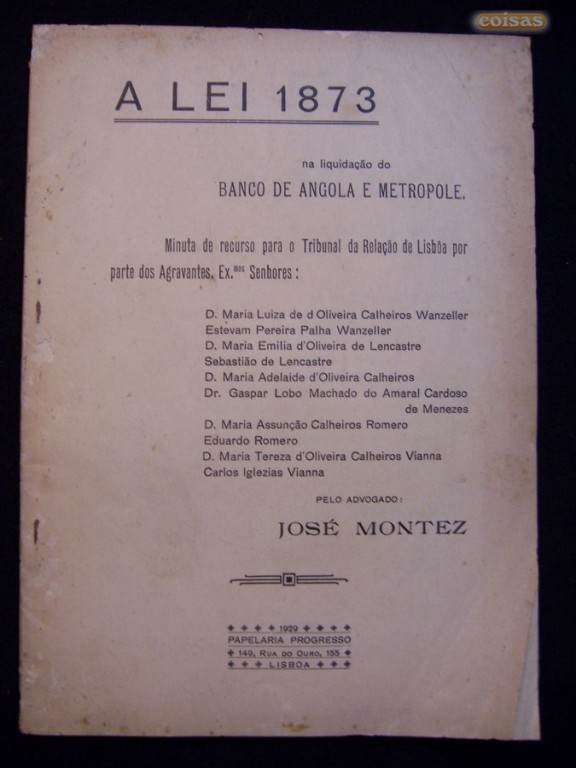 coisas
A LEI 1873
na liquidação do
BANCO DE ANGOLA E METROPOLE.
Minuta de recurso para o Tribunal da Relação de Lisbôa por
parte dos Agravantes, Ex.mos Senhores:
D. Maria Luiza de d Oliveira Calheiros Wanzeller
Estevam Pereira Palha Wanzeller
D. Maria Emilia d'Oliveira de Lencastre
Sebastião de Lencastre
D. Maria Adelaide d'Oliveira Calheiros
Dr. Gaspar Lobo Machado do Amaral Cardoso
de Menezes
D. Maria Assunção Calheiros Romero
Eduardo Romero
D. Maria Tereza d'Oliveira Calheiros Vianna
Carlos Iglezias Vianna
PELO ADVOGADO:
JOSÉ MONTEZ
1929
PAPELARIA PROGRESSO
149, RUA DO OURO, 155
LISBOA